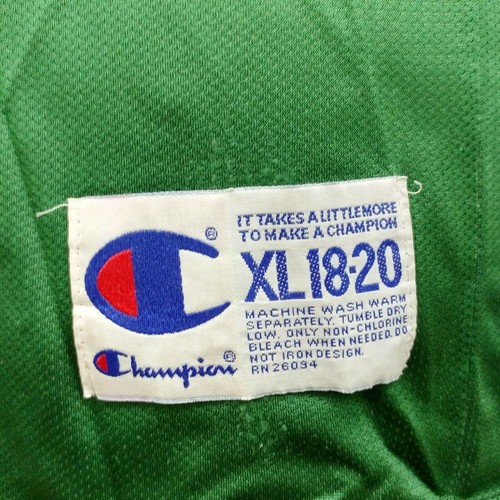 IT TAKES A LITTLE MORE
TO MAKE A CHAMPION
XL 18-20
MACHINE WASH WARM
SEPARATELY. TUMBLE DRY
LOW. ONLY NON-CHLORINE
BLEACH WHEN NEEDED. DO
NOT IRON DESIGN.
RN 26094
®
Champion®